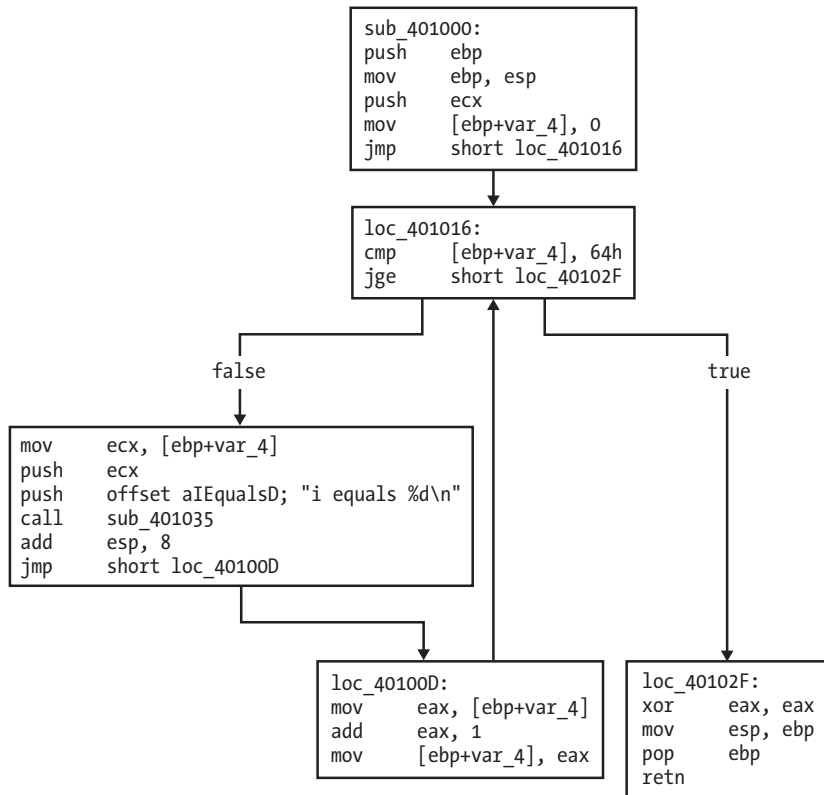 sub_401000:
push ebp
mov ebp, esp
push ecx
mov [ebp+var_4], 0
jmp short loc_401016
loc_401016:
cmp [ebp+var_4], 64h
jge short loc_40102F
false
true
mov ecx, [ebp+var_4]
push ecx
push offset aIEqualsD; "i equals %d\n"
call sub_401035
add esp, 8
jmp short loc_40100D
loc_40100D:
mov eax, [ebp+var_4]
add eax, 1
mov [ebp+var_4], eax
loc_40102F:
xor eax, eax
mov esp, ebp
pop ebp
retn